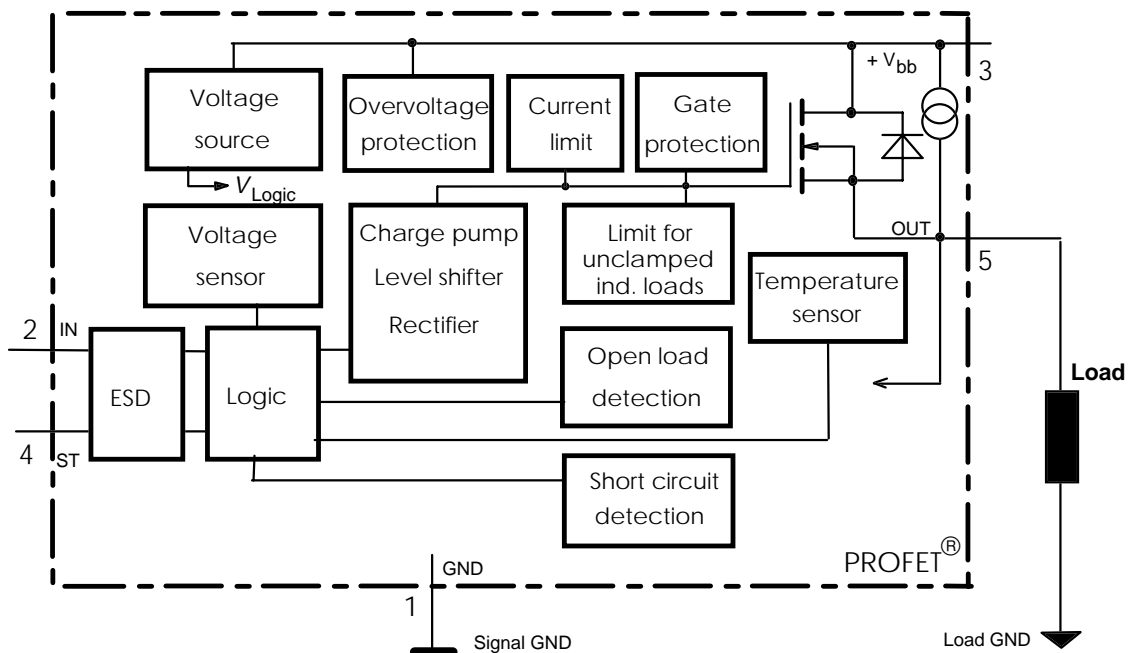 + Vbb
3
Voltage
source
Overvoltage
protection
Current
limit
Gate
protection
VLogic
Voltage
sensor
Charge pump
Level shifter
Rectifier
Limit for
unclamped
ind. loads
OUT
5
Temperature
sensor
2
IN
ESD
Logic
Open load
detection
Load
4
ST
Short circuit
detection
PROFET®
GND
1
Signal GND
Load GND